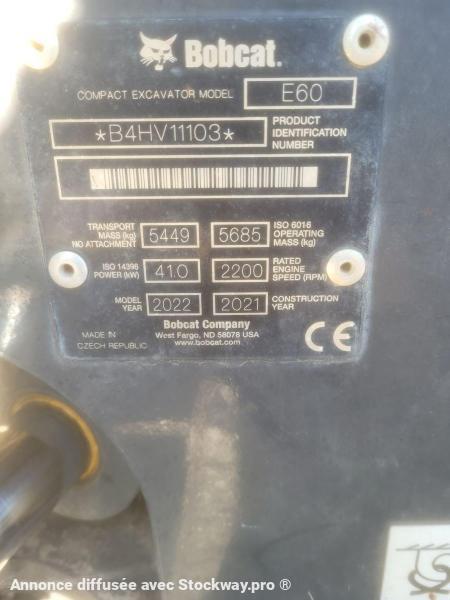 Bobcat.
COMPACT EXCAVATOR MODEL E60
*B4HV11103* PRODUCT IDENTIFICATION NUMBER
TRANSPORT MASS (kg) NO ATTACHMENT 5449 5685 ISO 6016 OPERATING MASS (kg)
ISO 14396 POWER (kW) 41.0 2200 RATED ENGINE SPEED (RPM)
MODEL YEAR 2022 2021 CONSTRUCTION YEAR
Bobcat Company
West Fargo, ND 58078 USA
www.bobcat.com
MADE IN
CZECH REPUBLIC
CE
Annonce diffusée avec Stockway.pro ®